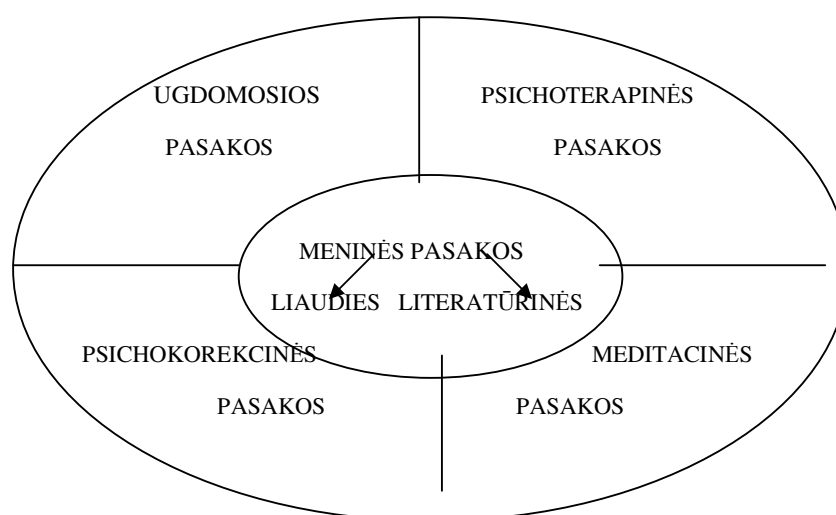 UGDOMOSIOS
PASAKOS
PSICHOTERAPINĖS
PASAKOS
MENINĖS PASAKOS
LIAUDIES LITERATŪRINĖS
PSICHOKOREKCINĖS
PASAKOS
MEDITACINĖS
PASAKOS